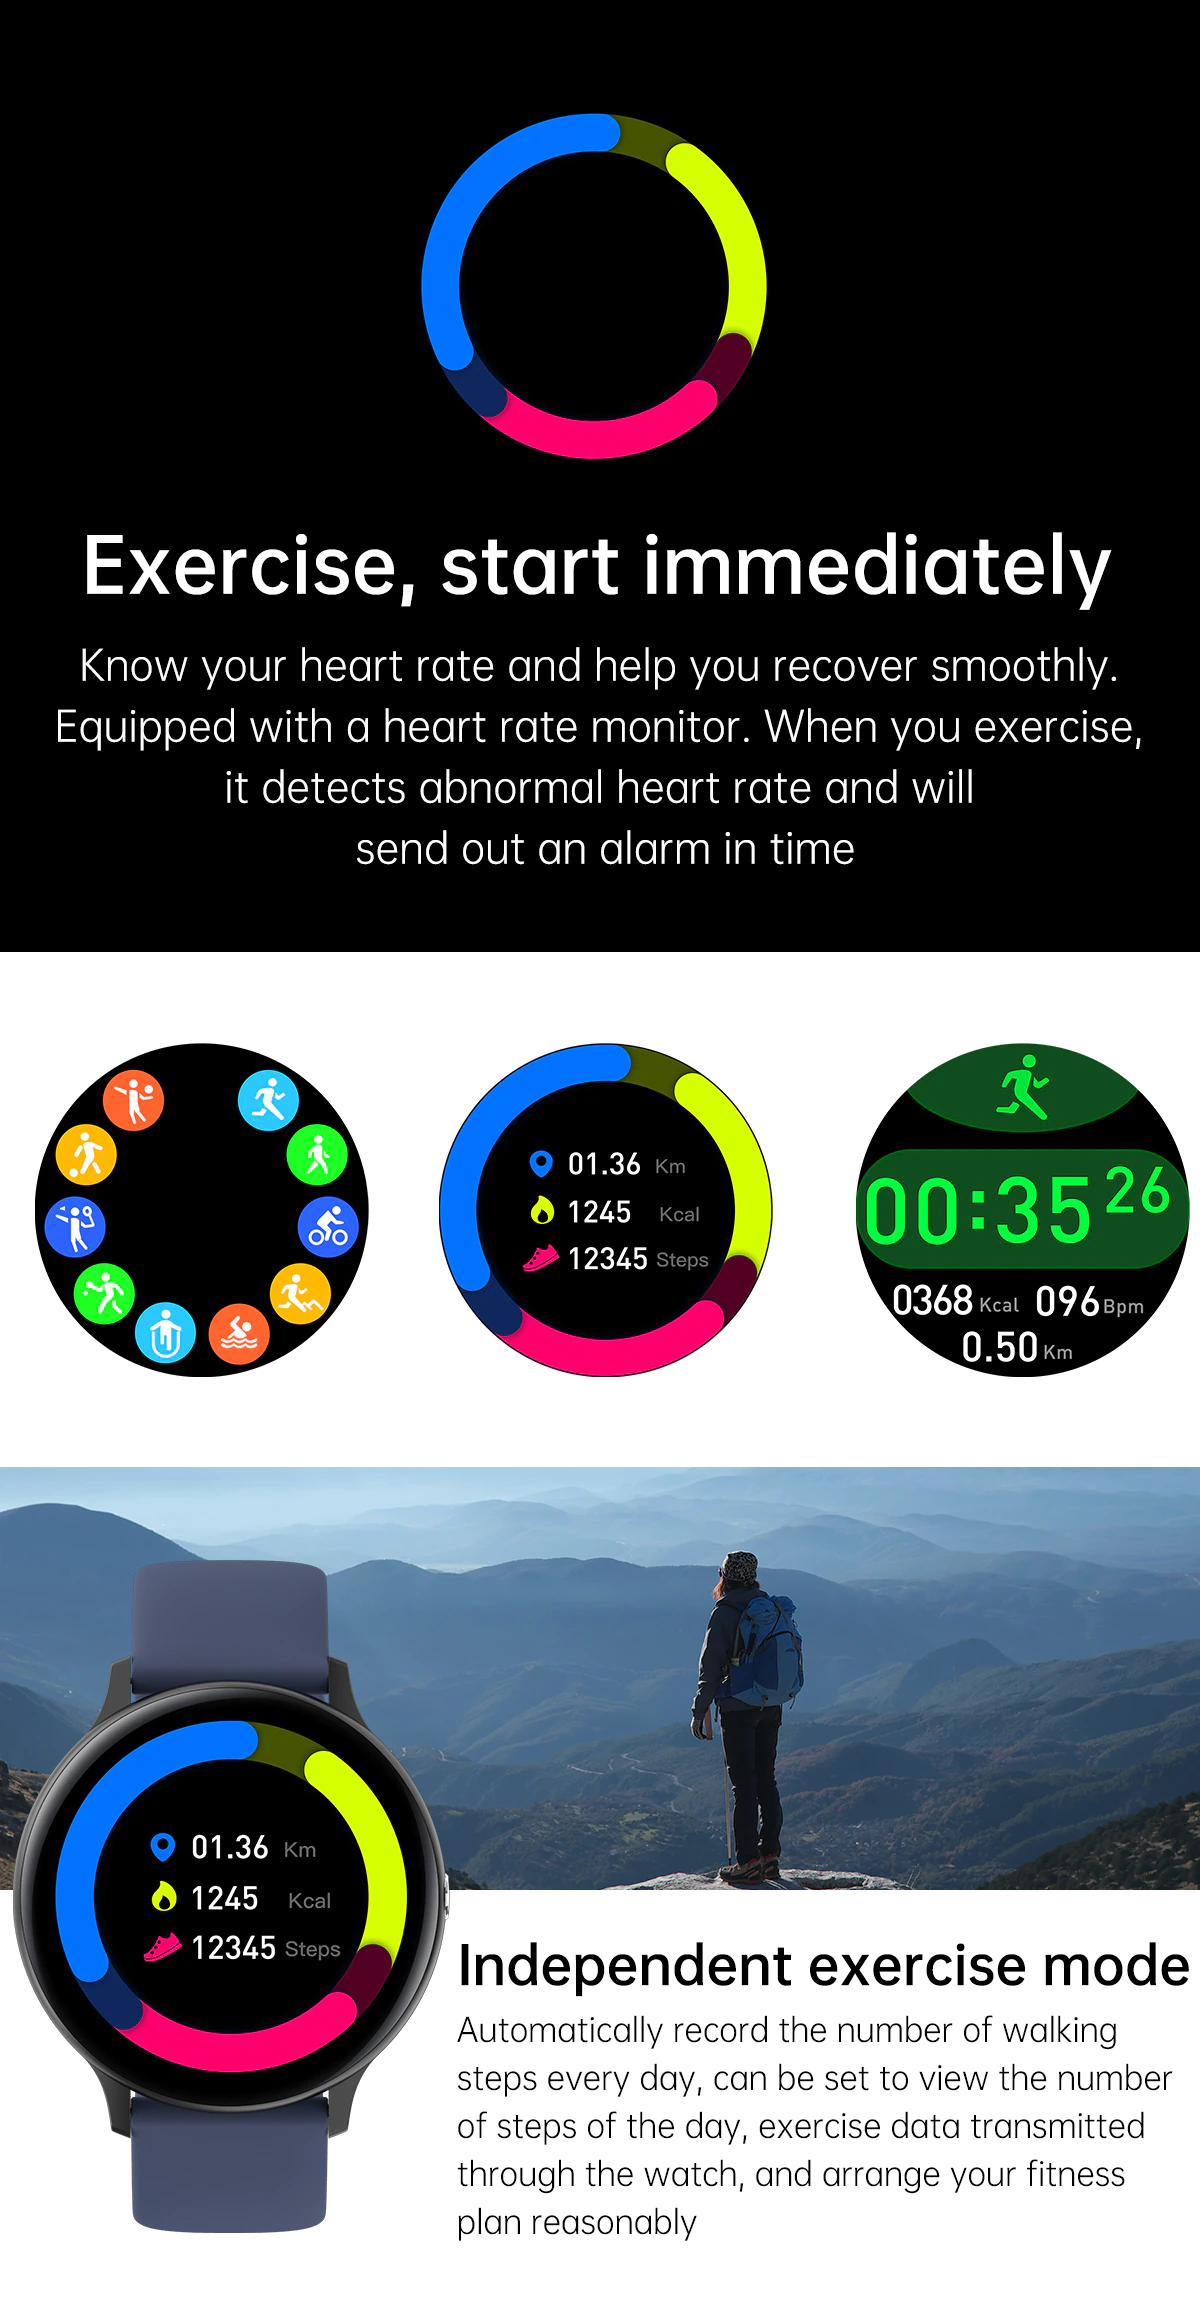 Exercise, start immediately
Know your heart rate and help you recover smoothly.
Equipped with a heart rate monitor. When you exercise,
it detects abnormal heart rate and will
send out an alarm in time
01.36 Km
1245 Kcal
12345 Steps
00:35 26
0368 Kcal 096 Bpm
0.50 Km
01.36 Km
1245 Kcal
12345 Steps
Independent exercise mode
Automatically record the number of walking
steps every day, can be set to view the number
of steps of the day, exercise data transmitted
through the watch, and arrange your fitness
plan reasonably